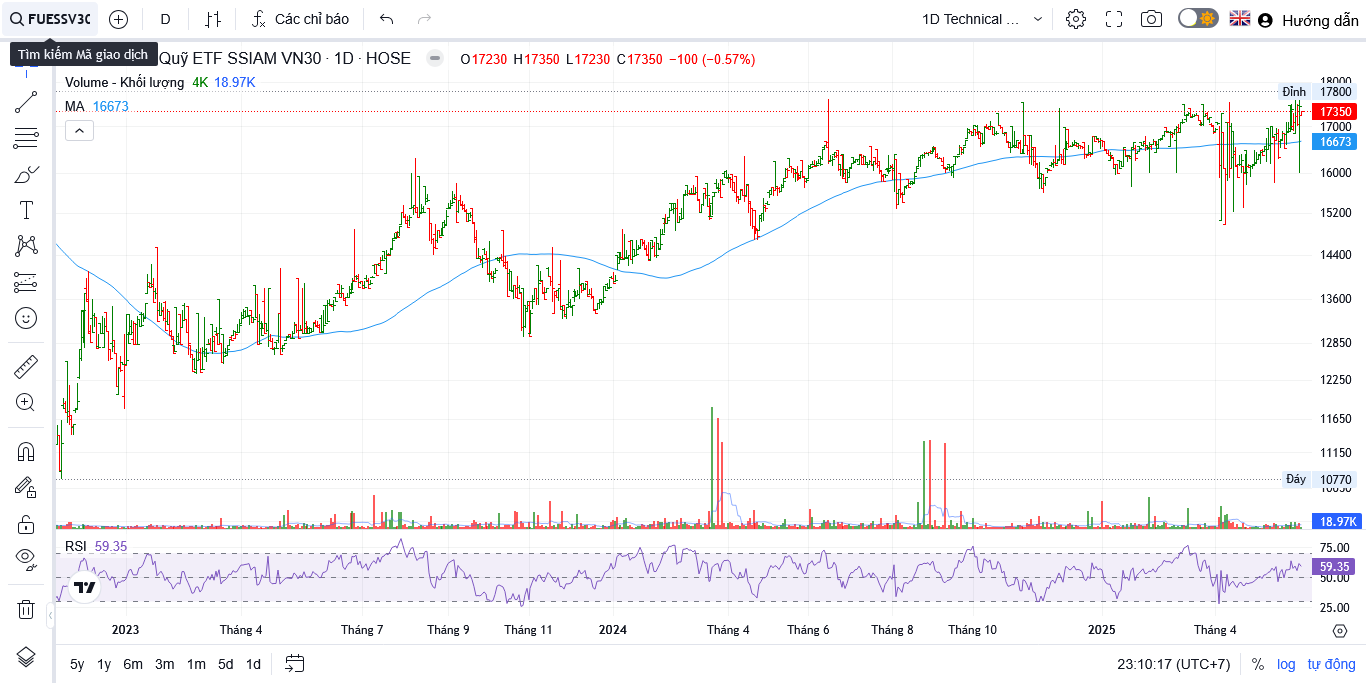 FUESSV30
D
Các chỉ báo
1D Technical ...
Hướng dẫn
Tìm kiếm Mã giao dịch
Quỹ ETF SSIAM VN30 · 1D · HOSE
O17230 H17350 L17230 C17350 −100 (−0.57%)
Volume - Khối lượng 4K 18.97K
MA 16673
18000
Đỉnh 17800
17350
17000
16673
16000
15200
14400
13600
12850
12250
11650
11150
Đáy 10770
18.97K
RSI 59.35
75.00
59.35
50.00
25.00
2023 Tháng 4 Tháng 7 Tháng 9 Tháng 11 2024 Tháng 4 Tháng 6 Tháng 8 Tháng 10 2025 Tháng 4
5y 1y 6m 3m 1m 5d 1d
23:10:17 (UTC+7) % log tự động